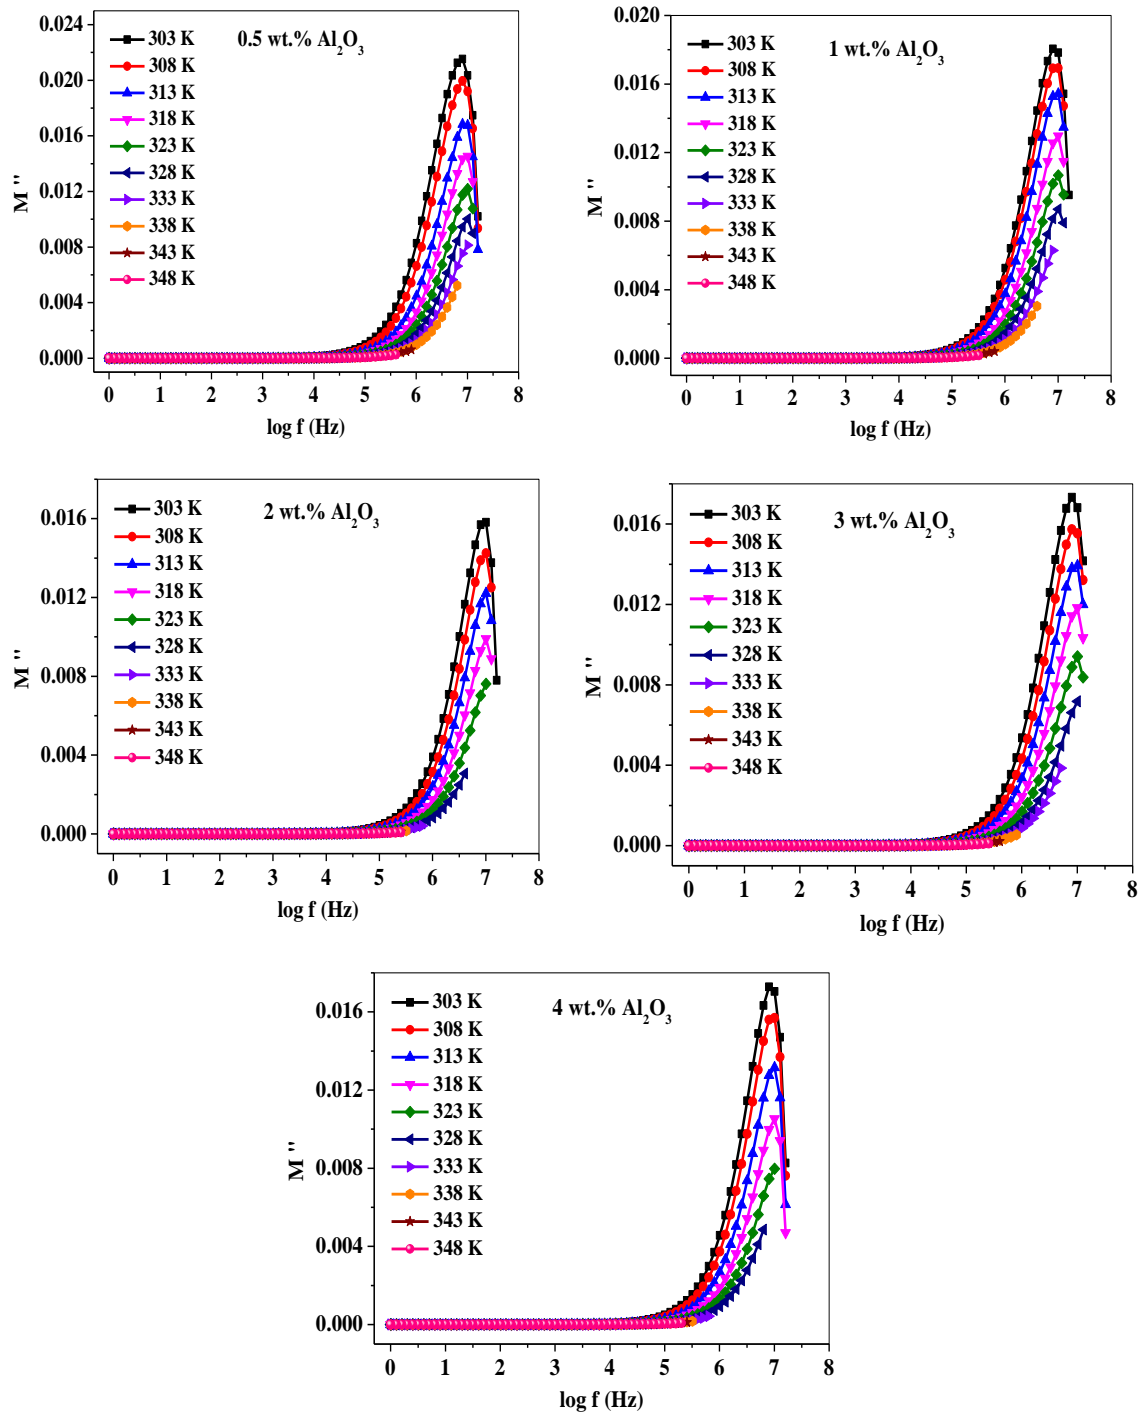 0.5 wt.% Al2O3
303 K
308 K
313 K
318 K
323 K
328 K
333 K
338 K
343 K
348 K
0.024
0.020
0.016
0.012
0.008
0.004
0.000
M ''
0 1 2 3 4 5 6 7 8
log f (Hz)
1 wt.% Al2O3
303 K
308 K
313 K
318 K
323 K
328 K
333 K
338 K
343 K
348 K
0.020
0.016
0.012
0.008
0.004
0.000
M ''
0 1 2 3 4 5 6 7 8
log f (Hz)
2 wt.% Al2O3
303 K
308 K
313 K
318 K
323 K
328 K
333 K
338 K
343 K
348 K
0.016
0.012
0.008
0.004
0.000
M ''
0 1 2 3 4 5 6 7 8
log f (Hz)
3 wt.% Al2O3
303 K
308 K
313 K
318 K
323 K
328 K
333 K
338 K
343 K
348 K
0.016
0.012
0.008
0.004
0.000
M ''
0 1 2 3 4 5 6 7 8
log f (Hz)
4 wt.% Al2O3
303 K
308 K
313 K
318 K
323 K
328 K
333 K
338 K
343 K
348 K
0.016
0.012
0.008
0.004
0.000
M ''
0 1 2 3 4 5 6 7 8
log f (Hz)